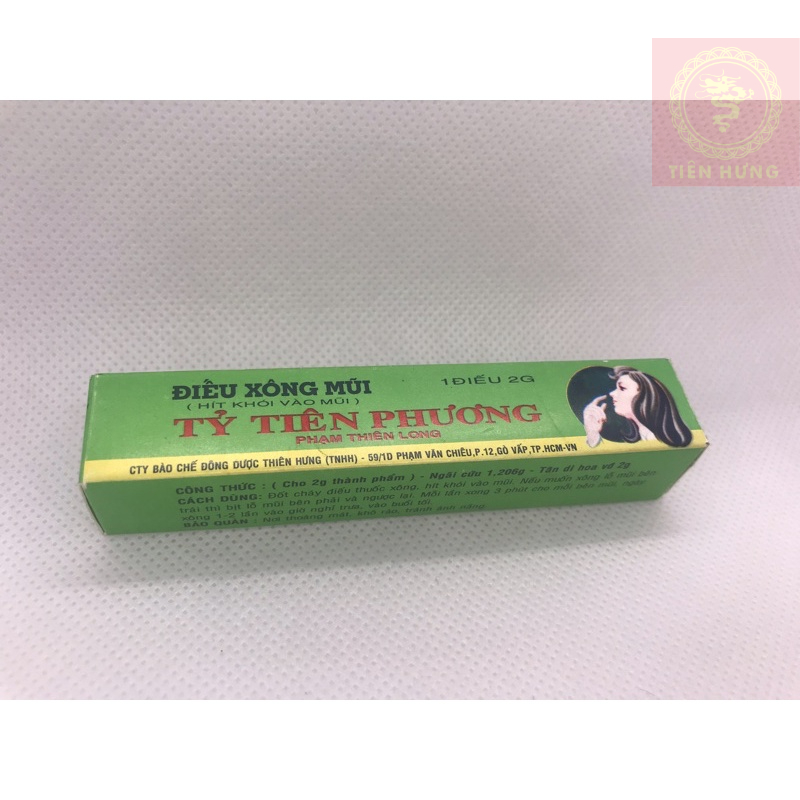 TIÊN HƯNG
ĐIẾU XÔNG MŨI
1 ĐIẾU 2G
( HÍT KHÓI VÀO MŨI )
TỶ TIÊN PHƯƠNG
PHẠM THIÊN LONG
CTY BÀO CHẾ ĐÔNG DƯỢC THIÊN HƯNG (TNHH) - 59/1D PHẠM VĂN CHIÊU,P.12,GÒ VẤP,TP.HCM-VN
CÔNG THỨC : ( Cho 2g thành phẩm ) - Ngãi cứu 1,206g - Tân di hoa vđ 2g
CÁCH DÙNG: Đốt cháy điếu thuốc xông, hít khói vào mũi. Nếu muốn xông lỗ mũi bên
trái thì bịt lỗ mũi bên phải và ngược lại. Mỗi lần xong 3 phút cho mỗi bên mũi, ngày
xông 1-2 lần vào giờ nghỉ trưa, vào buổi tối.
BẢO QUẢN : Nơi thoáng mát, khô ráo, tránh ánh nắng.